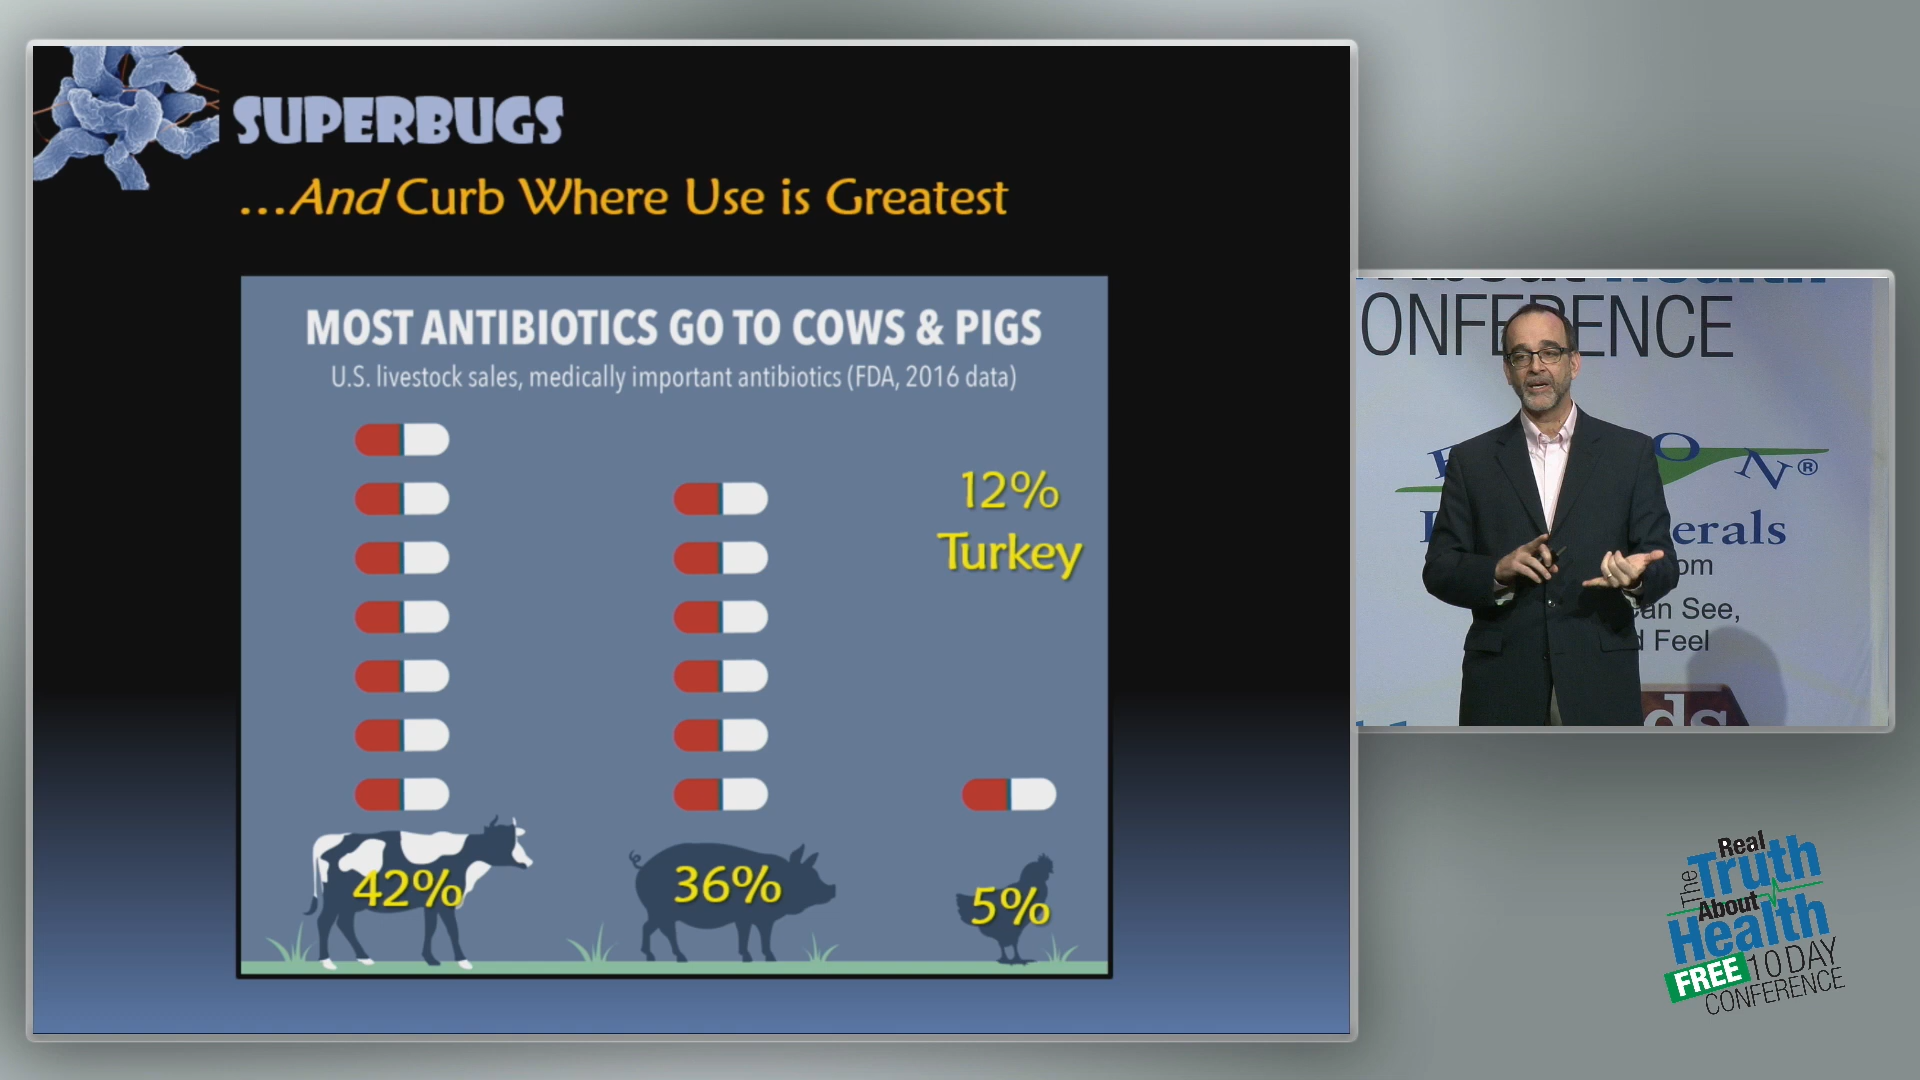 SUPERBUGS
...And Curb Where Use is Greatest
MOST ANTIBIOTICS GO TO COWS & PIGS
U.S. livestock sales, medically important antibiotics (FDA, 2016 data)
12%
Turkey
42%
36%
5%
Health
ONFERENCE
O N®
erals
om
an See,
d Feel
ds
The Real
Truth
About
Health
FREE 10 DAY
CONFERENCE